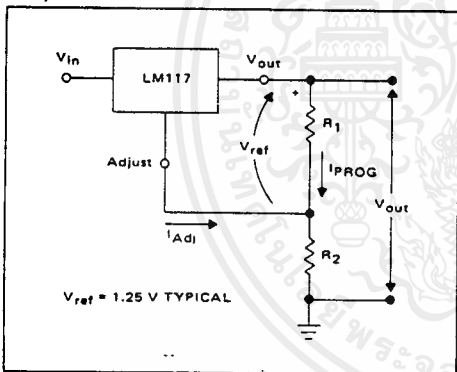 Vin
LM117
Vout
+
R1
Vref
IPROG
Adjust
Vout
IAdj
R2
Vref = 1.25 V TYPICAL